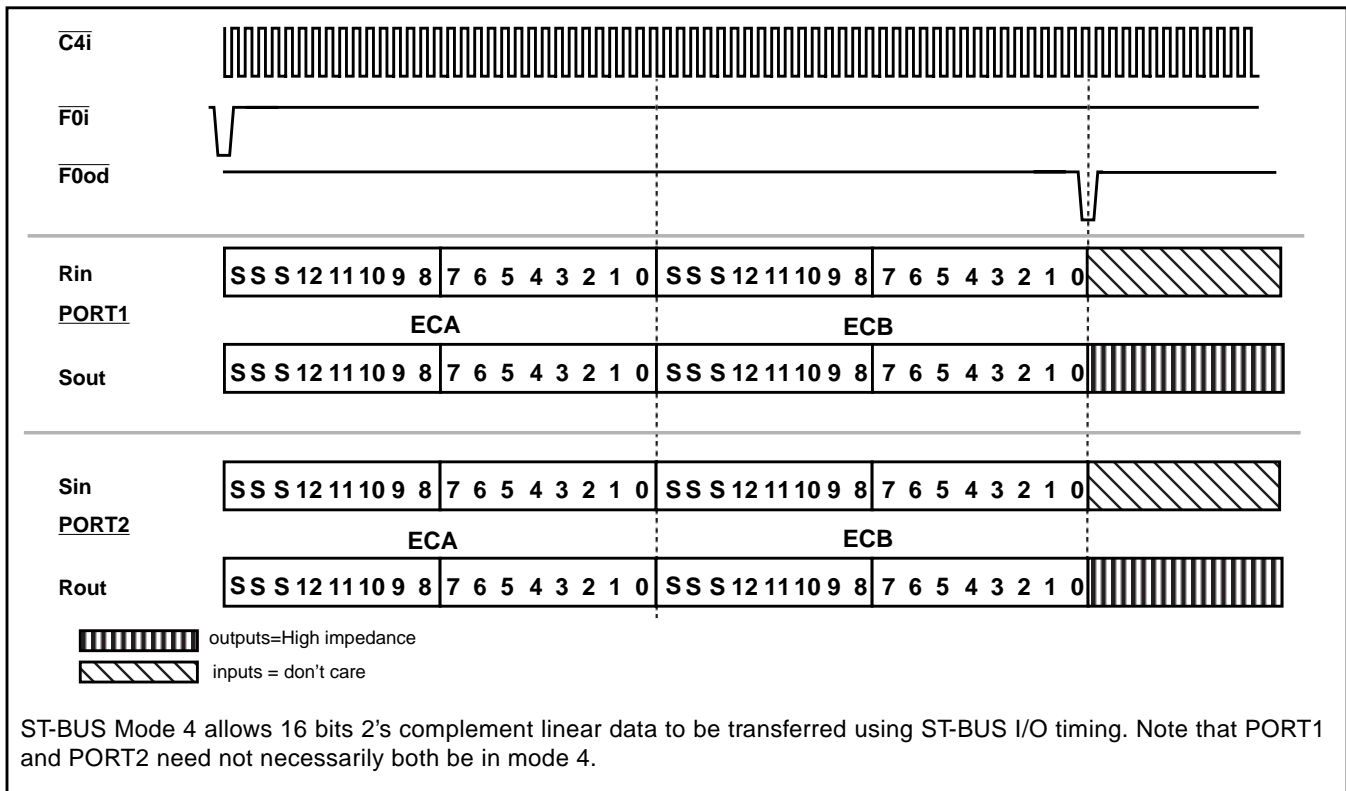 C4i
F0i
F0od
Rin
S S S 12 11 10 9 8 7 6 5 4 3 2 1 0 S S S 12 11 10 9 8 7 6 5 4 3 2 1 0
PORT1
ECA ECB
Sout
S S S 12 11 10 9 8 7 6 5 4 3 2 1 0 S S S 12 11 10 9 8 7 6 5 4 3 2 1 0
Sin
S S S 12 11 10 9 8 7 6 5 4 3 2 1 0 S S S 12 11 10 9 8 7 6 5 4 3 2 1 0
PORT2
ECA ECB
Rout
S S S 12 11 10 9 8 7 6 5 4 3 2 1 0 S S S 12 11 10 9 8 7 6 5 4 3 2 1 0
outputs=High impedance
inputs = don't care
ST-BUS Mode 4 allows 16 bits 2's complement linear data to be transferred using ST-BUS I/O timing. Note that PORT1
and PORT2 need not necessarily both be in mode 4.